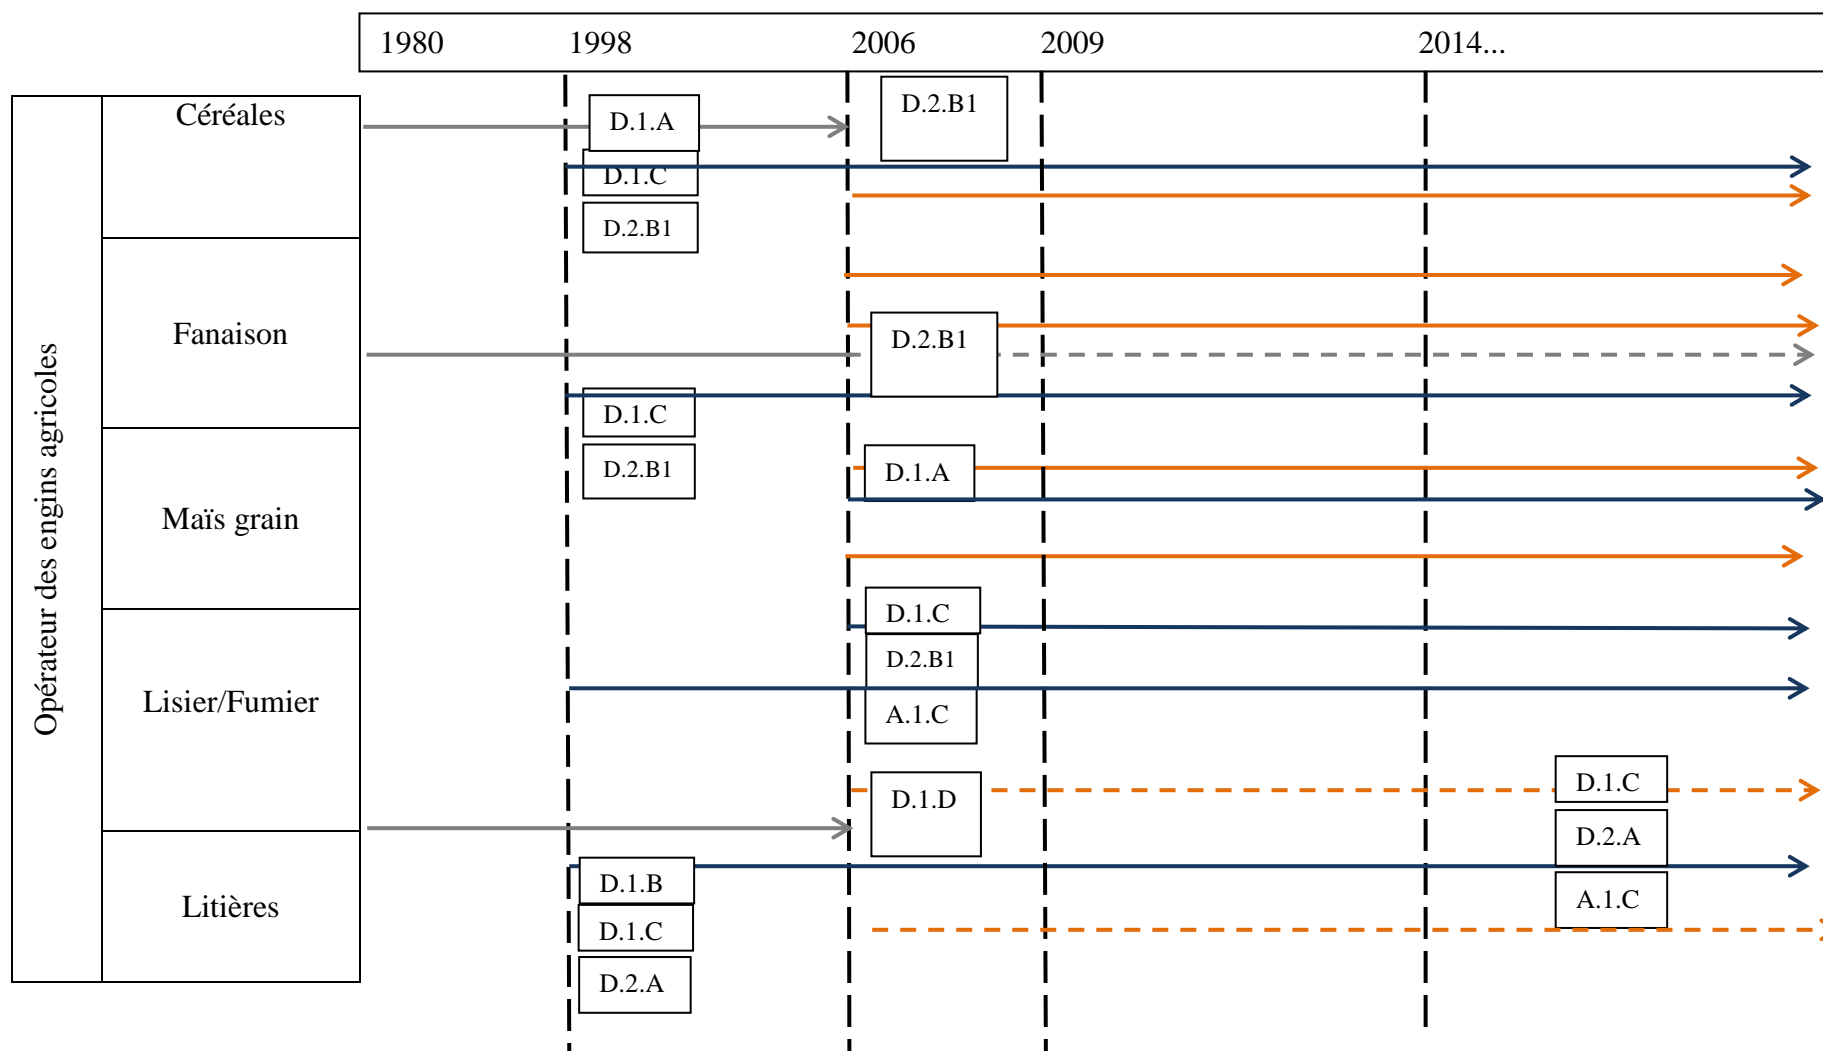 1980 1998 2006 2009 2014...
Opérateur des engins agricoles
Céréales
D.1.A
D.2.B1
D.1.C
D.2.B1
Fanaison
D.2.B1
D.1.C
D.2.B1
D.1.A
Maïs grain
D.1.C
D.2.B1
Lisier/Fumier
A.1.C
D.1.D
D.1.C
D.2.A
D.1.B
A.1.C
Litières
D.1.C
D.2.A